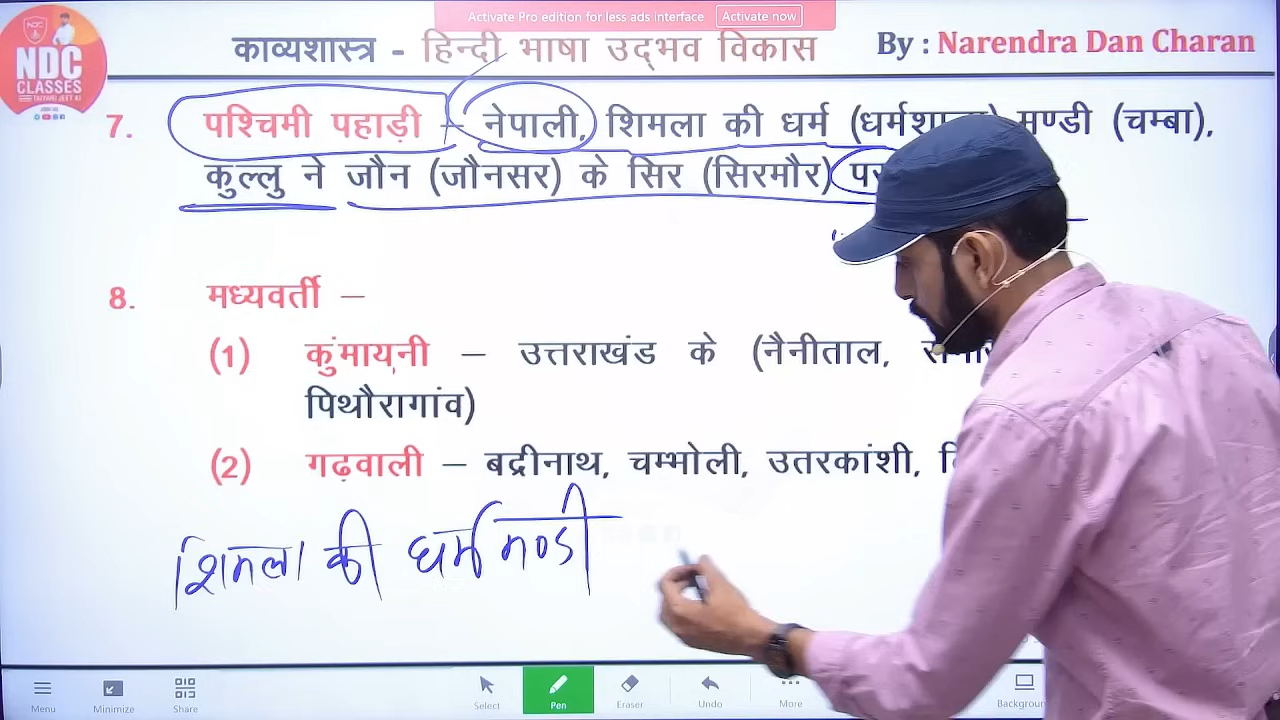 Activate Pro edition for less ads interface Activate now
NDC
CLASSES
काव्यशास्त्र - हिन्दी भाषा उद्भव विकास
By : Narendra Dan Charan
7. पश्चिमी पहाड़ी – नेपाली, शिमला की धर्म मण्डी (चम्बा),
कुल्लु ने जौन (जौनसर) के सिर (सिरमौर)
8. मध्यवर्ती –
(1) कुंमायनी – उत्तराखंड के (नैनीताल,
पिथौरागांव)
(2) गढ़वाली – बद्रीनाथ, चम्भोली, उतरकांशी,
शिमला की धर्म मण्डी
Menu Minimize Share Select Pen Eraser Undo More